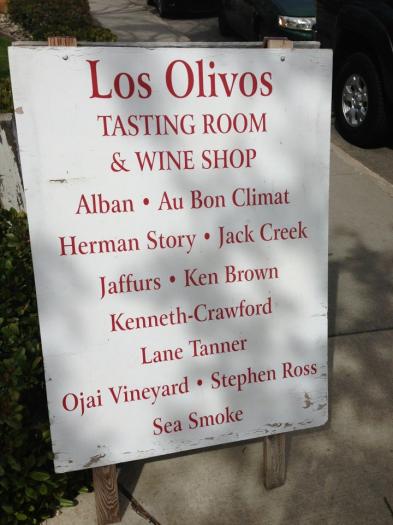 Los Olivos
TASTING ROOM
& WINE SHOP
Alban • Au Bon Climat
Herman Story • Jack Creek
Jaffurs • Ken Brown
Kenneth-Crawford
Lane Tanner
Ojai Vineyard • Stephen Ross
Sea Smoke